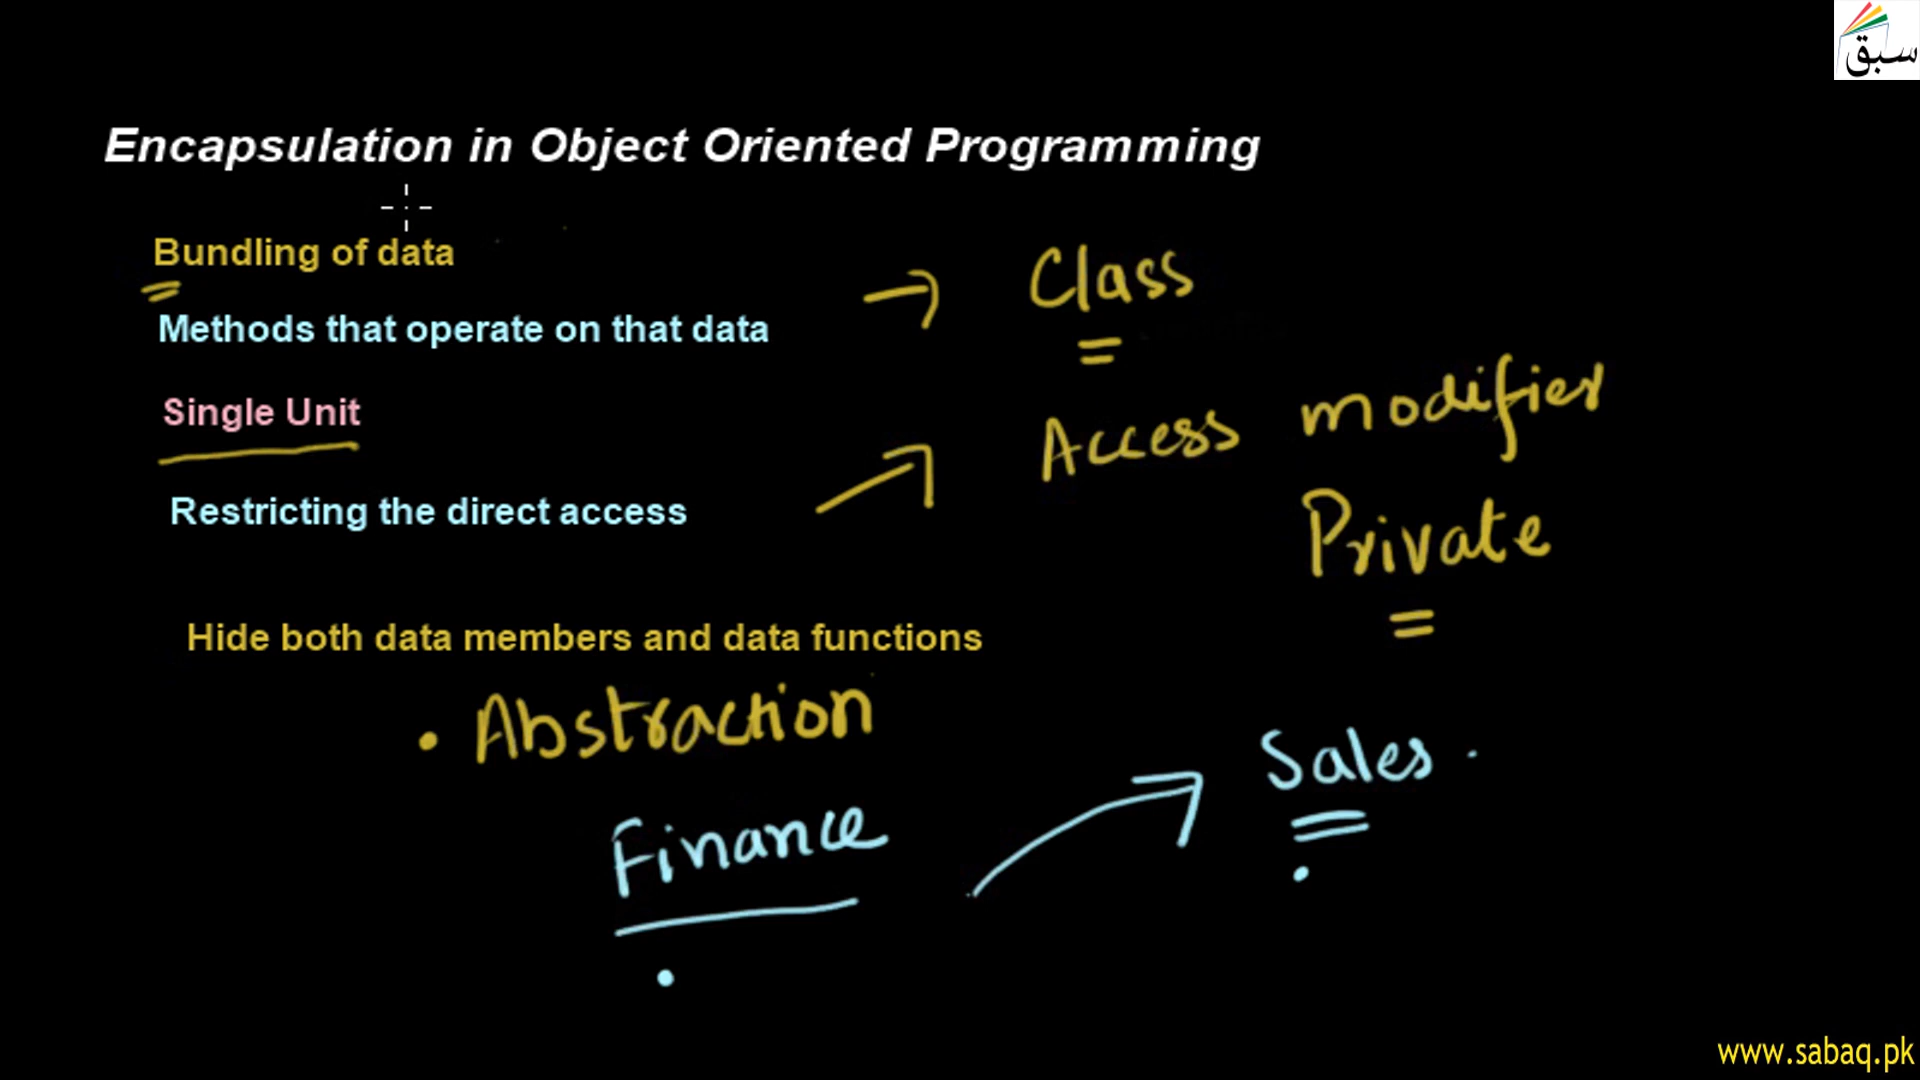 سبق
Encapsulation in Object Oriented Programming
Bundling of data
Class
Methods that operate on that data
Single Unit
Access modifier
Restricting the direct access
Private
Hide both data members and data functions
• Abstraction
Sales
Finance
www.sabaq.pk